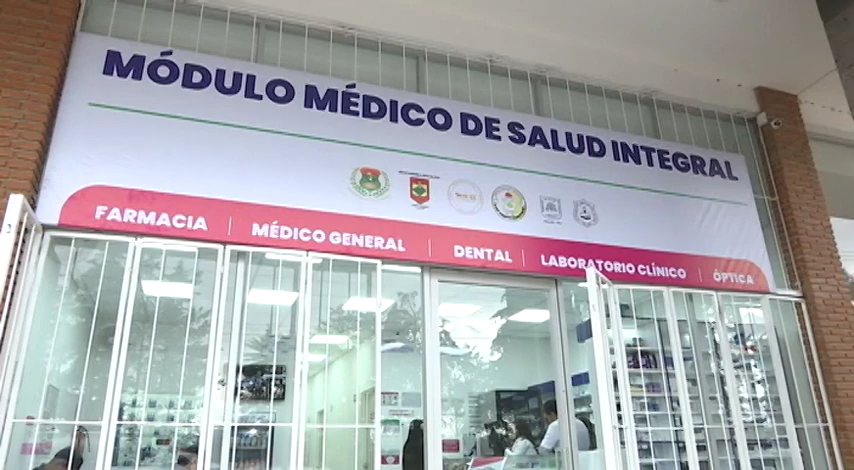 MÓDULO MÉDICO DE SALUD INTEGRAL
FARMACIA | MÉDICO GENERAL | DENTAL | LABORATORIO CLÍNICO | ÓPTICA